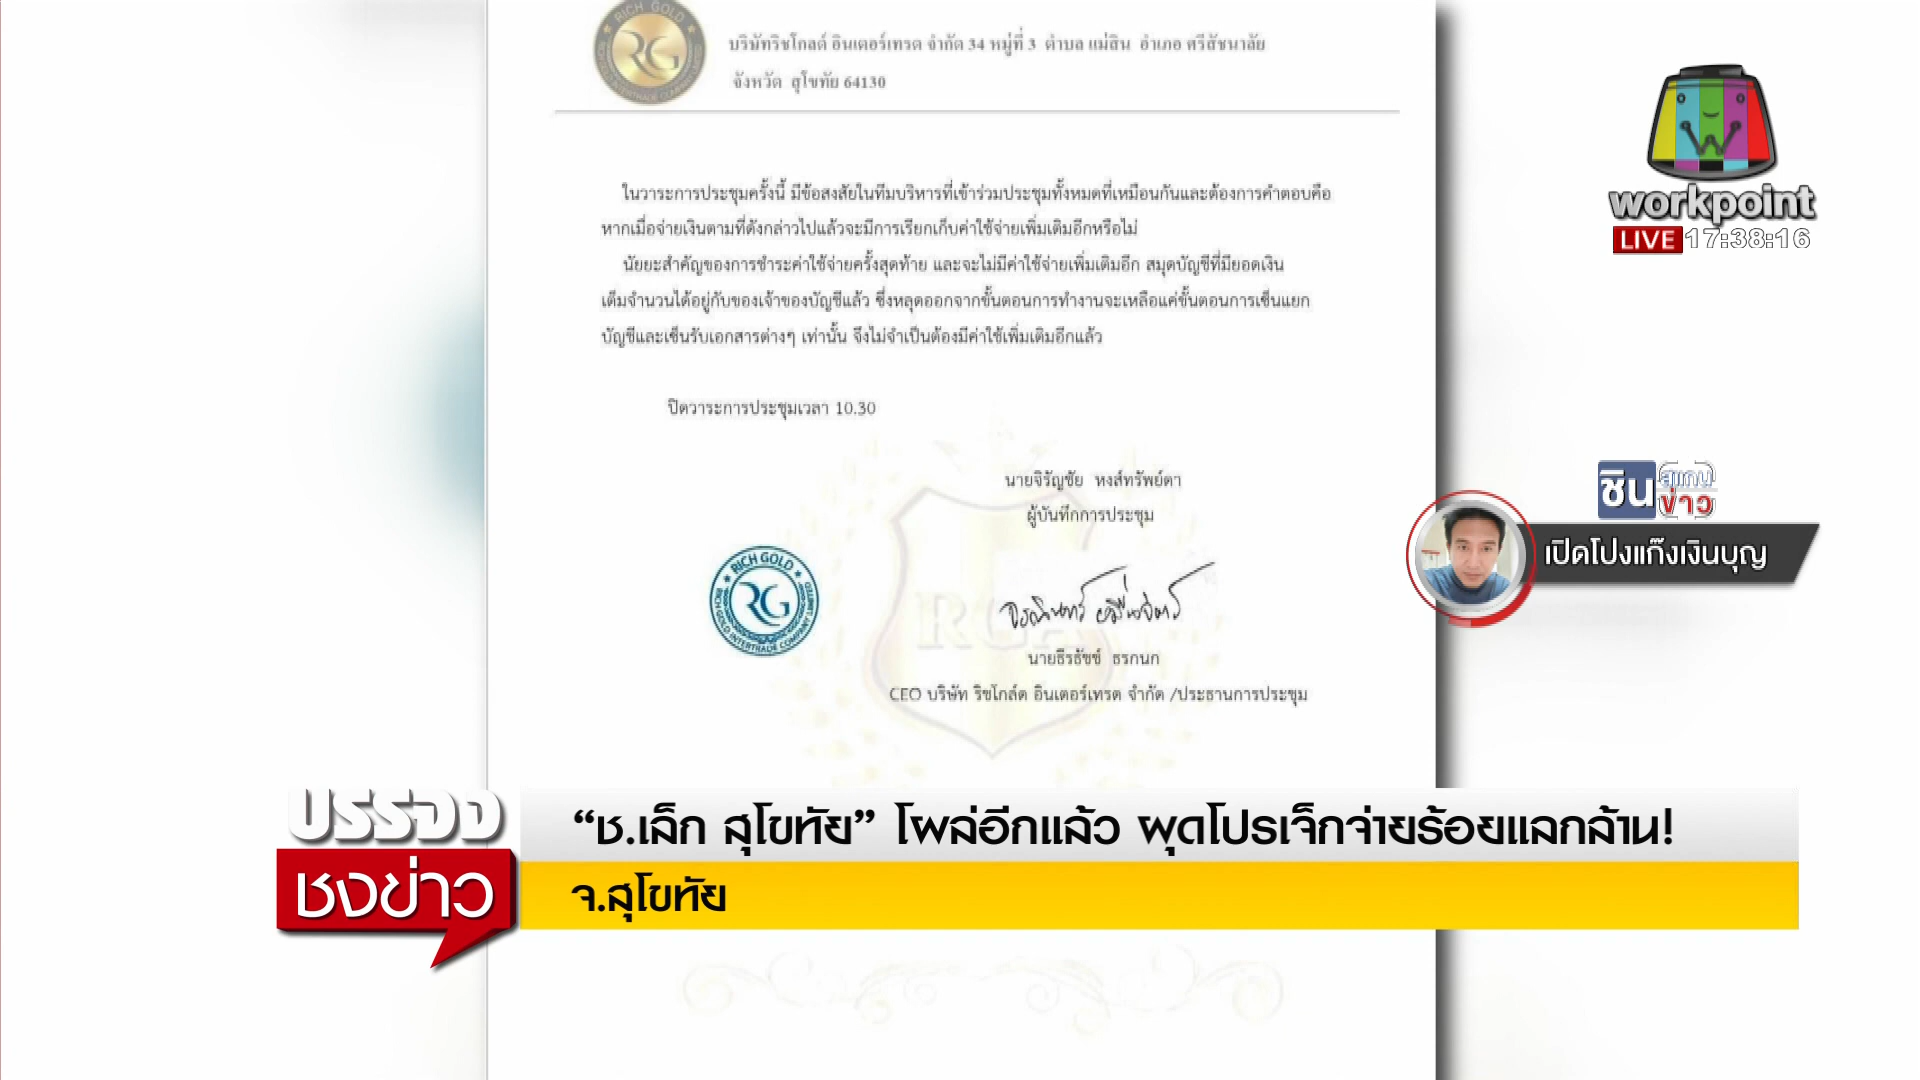 RICH GOLD
RG
บริษัทริชโกลด์ อินเตอร์เทรด จำกัด 34 หมู่ที่ 3 ตำบล แม่สิน อำเภอ ศรีสัชนาลัย
จังหวัด สุโขทัย 64130
workpoint
LIVE 17:38:16
ในวาระการประชุมครั้งนี้ มีข้อสงสัยในทีมบริหารที่เข้าร่วมประชุมทั้งหมดที่เหมือนกันและต้องการคำตอบคือ
หากเมื่อจ่ายเงินตามที่ดังกล่าวไปแล้วจะมีการเรียกเก็บค่าใช้จ่ายเพิ่มเติมอีกหรือไม่
นัยยะสำคัญของการชำระค่าใช้จ่ายครั้งสุดท้าย และจะไม่มีค่าใช้จ่ายเพิ่มเติมอีก สมุดบัญชีที่มียอดเงิน
เต็มจำนวนได้อยู่กับของเจ้าของบัญชีแล้ว ซึ่งหลุดออกจากขั้นตอนการทำงานจะเหลือแค่ขั้นตอนการเซ็นแยก
บัญชีและเซ็นรับเอกสารต่างๆ เท่านั้น จึงไม่จำเป็นต้องมีค่าใช้เพิ่มเติมอีกแล้ว
ปิดวาระการประชุมเวลา 10.30
นายจิรัญชัย หงส์ทรัพย์ดา
ผู้บันทึกการประชุม
ชิน สแกนข่าว
เปิดโปงแก๊งเงินบุญ
RICH GOLD
RG
RICH GOLD INTERTRADE COMPANY LIMITED
นายธีรธัชช์ ธรกนก
CEO บริษัท ริชโกล์ด อินเตอร์เทรด จำกัด /ประธานการประชุม
บรรจง
ชงข่าว
“ช.เล็ก สุโขทัย” โผล่อีกแล้ว ผุดโปรเจ็กจ่ายร้อยแลกล้าน!
จ.สุโขทัย